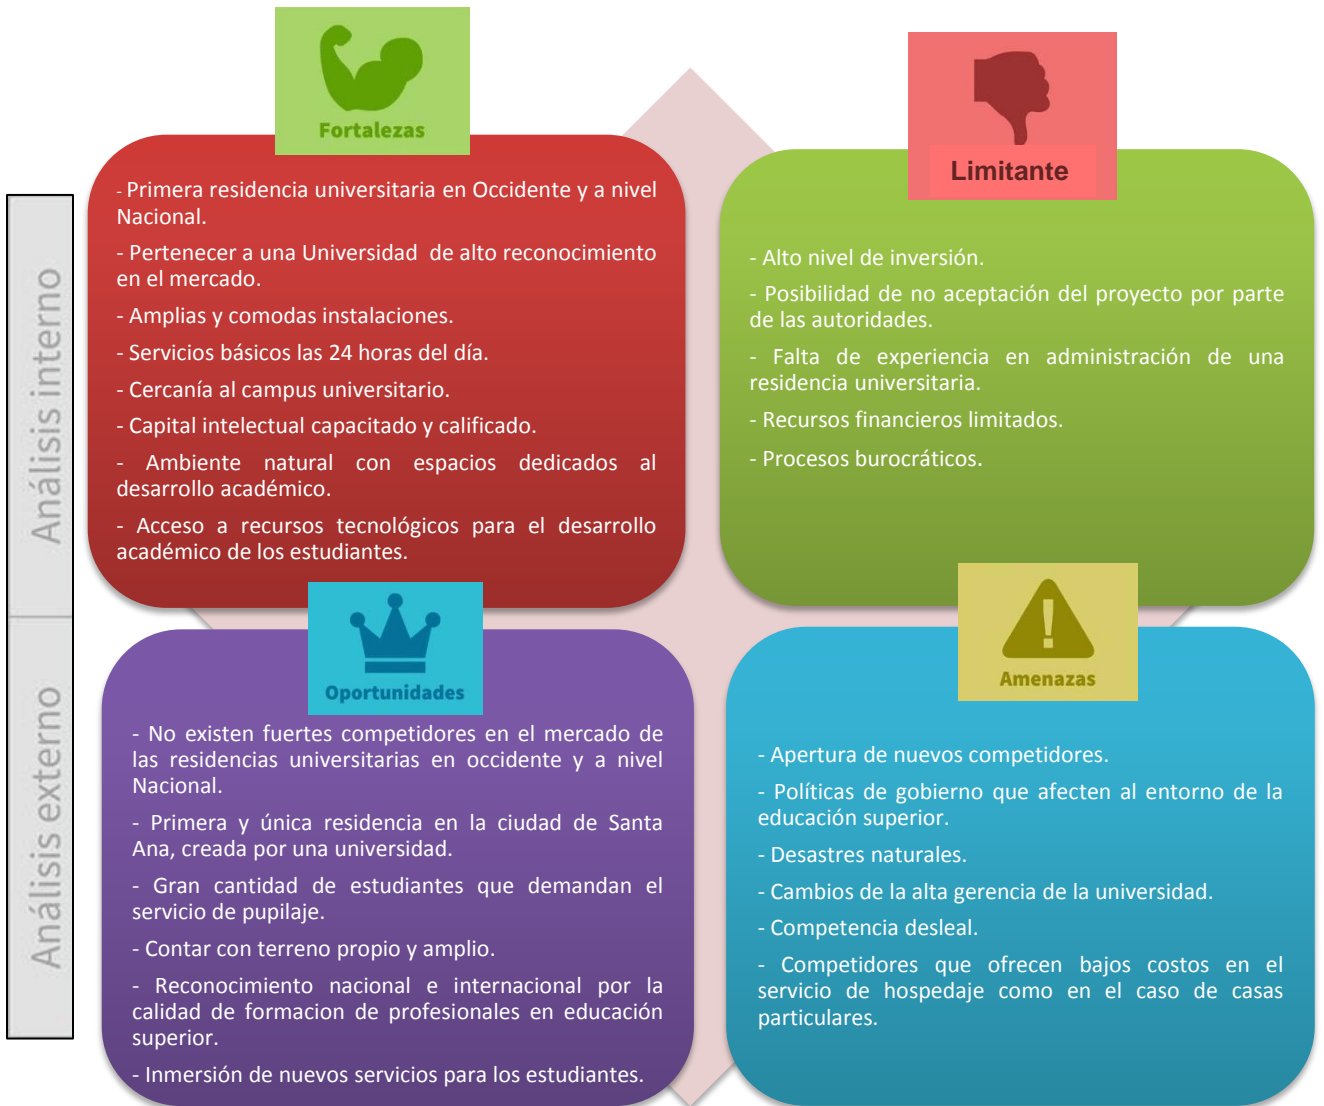 Fortalezas
- Primera residencia universitaria en Occidente y a nivel
Nacional.
- Pertenecer a una Universidad de alto reconocimiento
en el mercado.
- Amplias y comodas instalaciones.
- Servicios básicos las 24 horas del día.
- Cercanía al campus universitario.
- Capital intelectual capacitado y calificado.
- Ambiente natural con espacios dedicados al
desarrollo académico.
- Acceso a recursos tecnológicos para el desarrollo
académico de los estudiantes.
Limitante
- Alto nivel de inversión.
- Posibilidad de no aceptación del proyecto por parte
de las autoridades.
- Falta de experiencia en administración de una
residencia universitaria.
- Recursos financieros limitados.
- Procesos burocráticos.
Análisis interno
Oportunidades
- No existen fuertes competidores en el mercado de
las residencias universitarias en occidente y a nivel
Nacional.
- Primera y única residencia en la ciudad de Santa
Ana, creada por una universidad.
- Gran cantidad de estudiantes que demandan el
servicio de pupilaje.
- Contar con terreno propio y amplio.
- Reconocimiento nacional e internacional por la
calidad de formacion de profesionales en educación
superior.
- Inmersión de nuevos servicios para los estudiantes.
Amenazas
- Apertura de nuevos competidores.
- Políticas de gobierno que afecten al entorno de la
educación superior.
- Desastres naturales.
- Cambios de la alta gerencia de la universidad.
- Competencia desleal.
- Competidores que ofrecen bajos costos en el
servicio de hospedaje como en el caso de casas
particulares.
Análisis externo